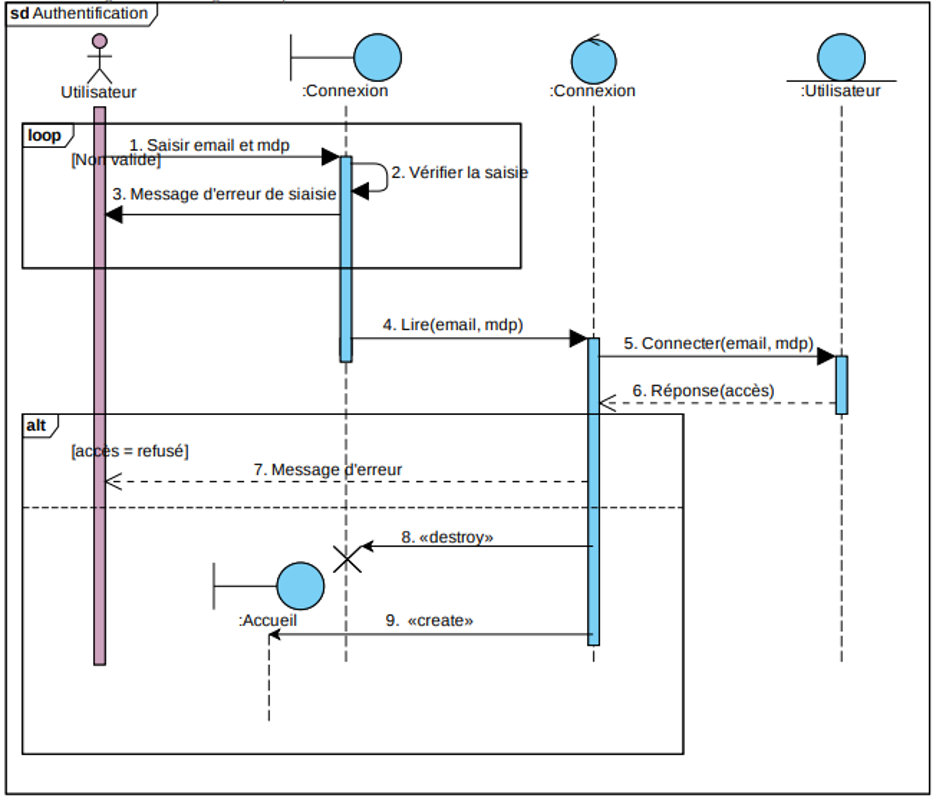 sd Authentification
Utilisateur
:Connexion
:Connexion
:Utilisateur
loop
1. Saisir email et mdp
[Non valide]
2. Vérifier la saisie
3. Message d'erreur de siaisie
4. Lire(email, mdp)
5. Connecter(email, mdp)
6. Réponse(accès)
alt
[accès = refusé]
7. Message d'erreur
8. «destroy»
:Accueil
9. «create»